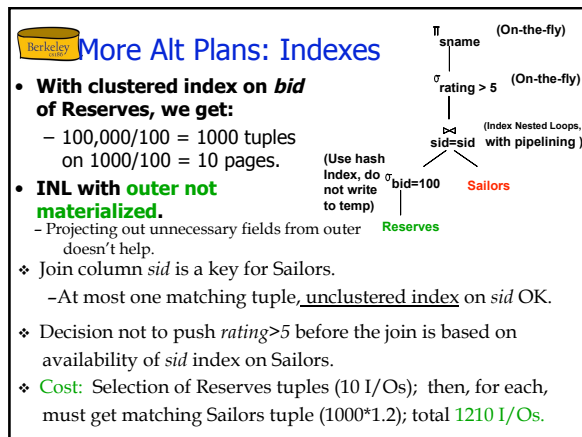 Berkeley
cs186
More Alt Plans: Indexes
• With clustered index on bid
of Reserves, we get:
– 100,000/100 = 1000 tuples
on 1000/100 = 10 pages.
• INL with outer not
materialized.
– Projecting out unnecessary fields from outer
doesn't help.
❖ Join column sid is a key for Sailors.
–At most one matching tuple, unclustered index on sid OK.
❖ Decision not to push rating>5 before the join is based on
availability of sid index on Sailors.
❖ Cost: Selection of Reserves tuples (10 I/Os); then, for each,
must get matching Sailors tuple (1000*1.2); total 1210 I/Os.
π sname (On-the-fly)
σ rating > 5 (On-the-fly)
⋈
sid=sid (Index Nested Loops,
with pipelining )
(Use hash
Index, do
not write
to temp)
σ bid=100
Sailors
Reserves